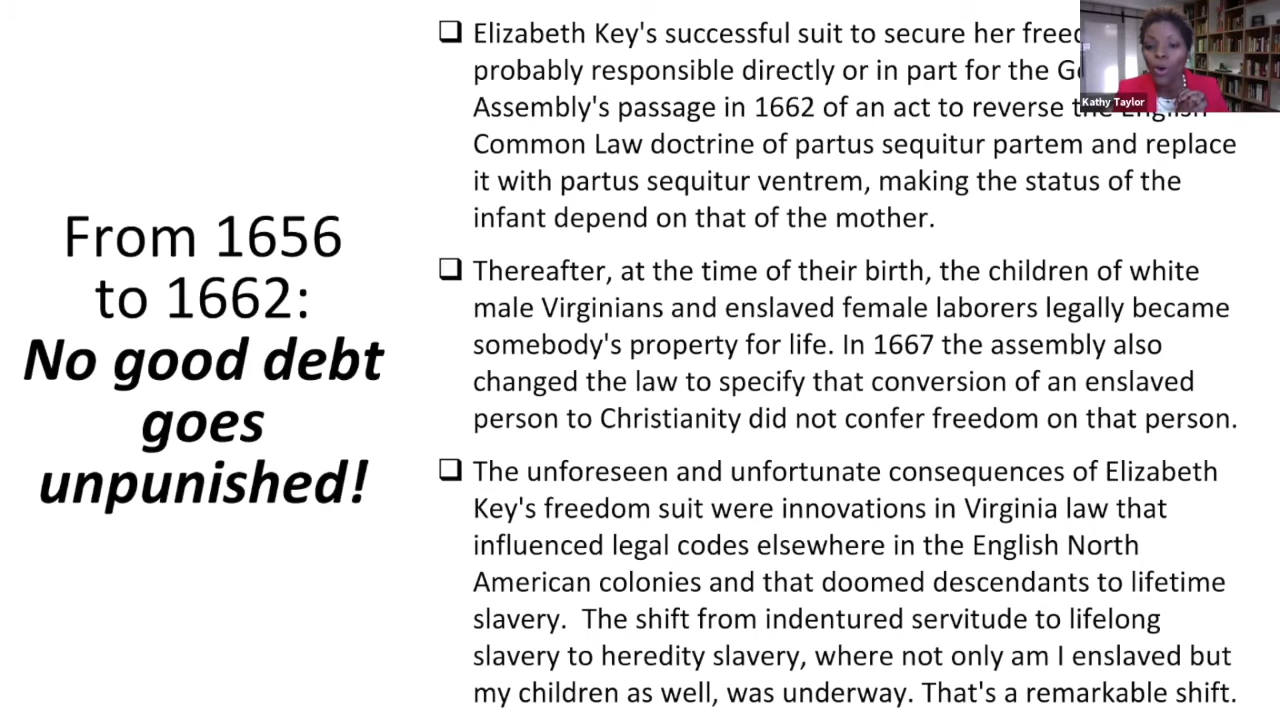 From 1656
to 1662:
No good debt
goes
unpunished!
❑ Elizabeth Key's successful suit to secure her
probably responsible directly or in part for the
Assembly's passage in 1662 of an act to reverse the English
Common Law doctrine of partus sequitur partem and replace
it with partus sequitur ventrem, making the status of the
infant depend on that of the mother.
❑ Thereafter, at the time of their birth, the children of white
male Virginians and enslaved female laborers legally became
somebody's property for life. In 1667 the assembly also
changed the law to specify that conversion of an enslaved
person to Christianity did not confer freedom on that person.
❑ The unforeseen and unfortunate consequences of Elizabeth
Key's freedom suit were innovations in Virginia law that
influenced legal codes elsewhere in the English North
American colonies and that doomed descendants to lifetime
slavery.  The shift from indentured servitude to lifelong
slavery to heredity slavery, where not only am I enslaved but
my children as well, was underway. That's a remarkable shift.
Kathy Taylor